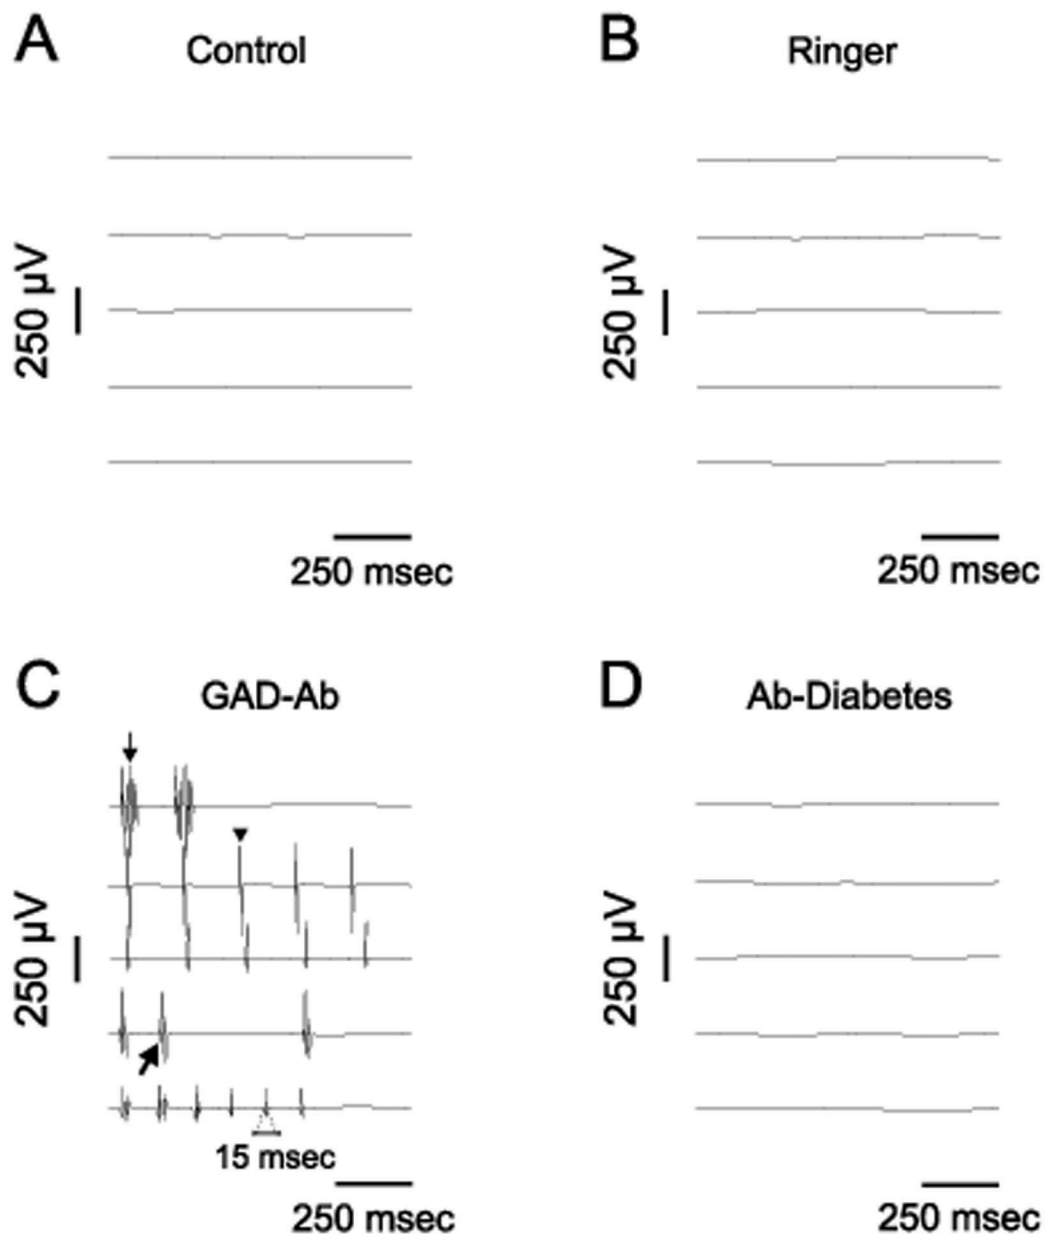 A
Control
B
Ringer
250 µV
250 µV
250 msec
250 msec
C
GAD-Ab
D
Ab-Diabetes
250 µV
250 µV
15 msec
250 msec
250 msec